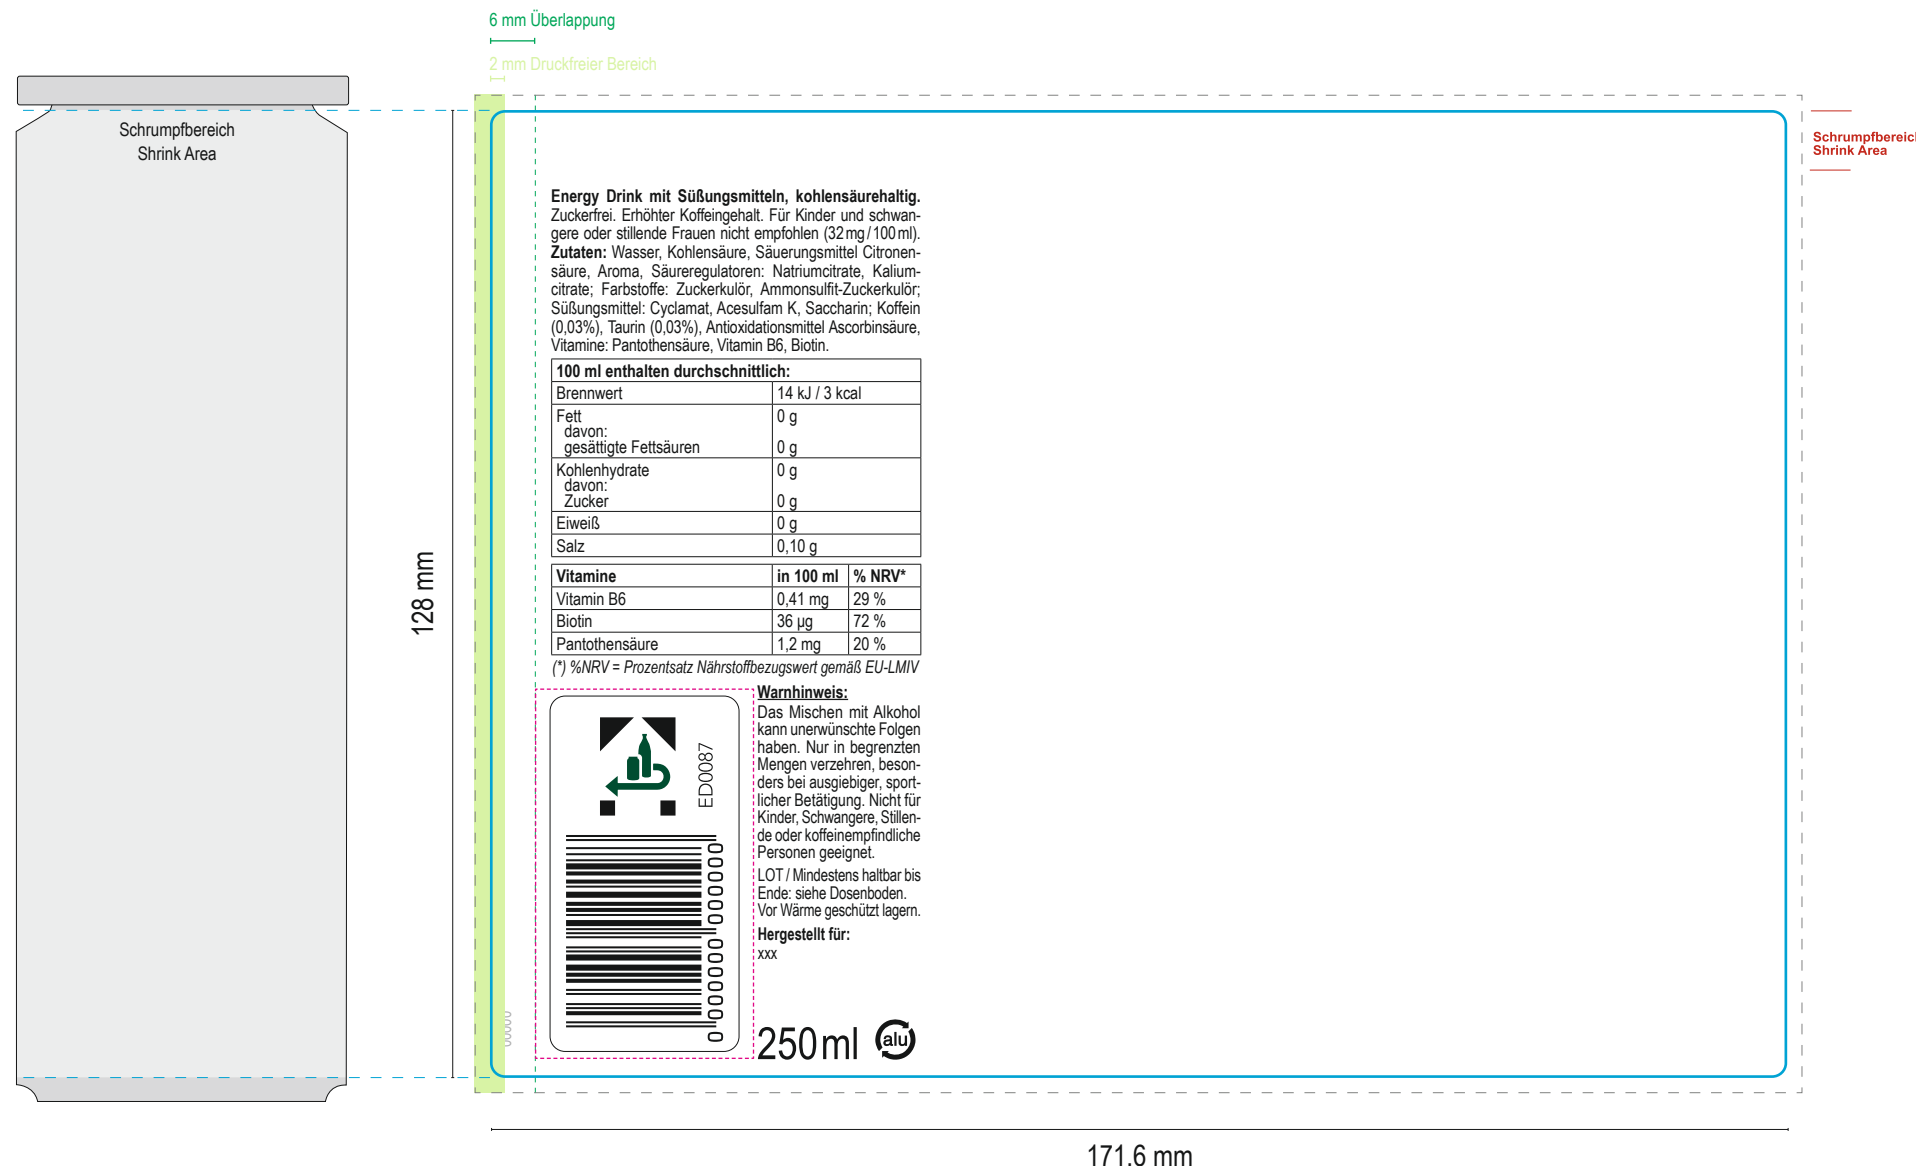 6 mm Überlappung
2 mm Druckfreier Bereich
Schrumpfbereich
Shrink Area
Schrumpfbereich
Shrink Area
Energy Drink mit Süßungsmitteln, kohlensäurehaltig.
Zuckerfrei. Erhöhter Koffeingehalt. Für Kinder und schwan-
gere oder stillende Frauen nicht empfohlen (32 mg / 100 ml).
Zutaten: Wasser, Kohlensäure, Säuerungsmittel Citronen-
säure, Aroma, Säureregulatoren: Natriumcitrate, Kalium-
citrate; Farbstoffe: Zuckerkulör, Ammonsulfit-Zuckerkulör;
Süßungsmittel: Cyclamat, Acesulfam K, Saccharin; Koffein
(0,03%), Taurin (0,03%), Antioxidationsmittel Ascorbinsäure,
Vitamine: Pantothensäure, Vitamin B6, Biotin.
100 ml enthalten durchschnittlich:
Brennwert 14 kJ / 3 kcal
Fett 0 g
davon:
gesättigte Fettsäuren 0 g
Kohlenhydrate 0 g
davon:
Zucker 0 g
Eiweiß 0 g
Salz 0,10 g
Vitamine in 100 ml % NRV*
Vitamin B6 0,41 mg 29 %
Biotin 36 µg 72 %
Pantothensäure 1,2 mg 20 %
(*) %NRV = Prozentsatz Nährstoffbezugswert gemäß EU-LMIV
128 mm
ED0087
0 000000 000000
00000
Warnhinweis:
Das Mischen mit Alkohol
kann unerwünschte Folgen
haben. Nur in begrenzten
Mengen verzehren, beson-
ders bei ausgiebiger, sport-
licher Betätigung. Nicht für
Kinder, Schwangere, Stillen-
de oder koffeinempfindliche
Personen geeignet.
LOT / Mindestens haltbar bis
Ende: siehe Dosenboden.
Vor Wärme geschützt lagern.
Hergestellt für:
xxx
250 ml
alu
171,6 mm